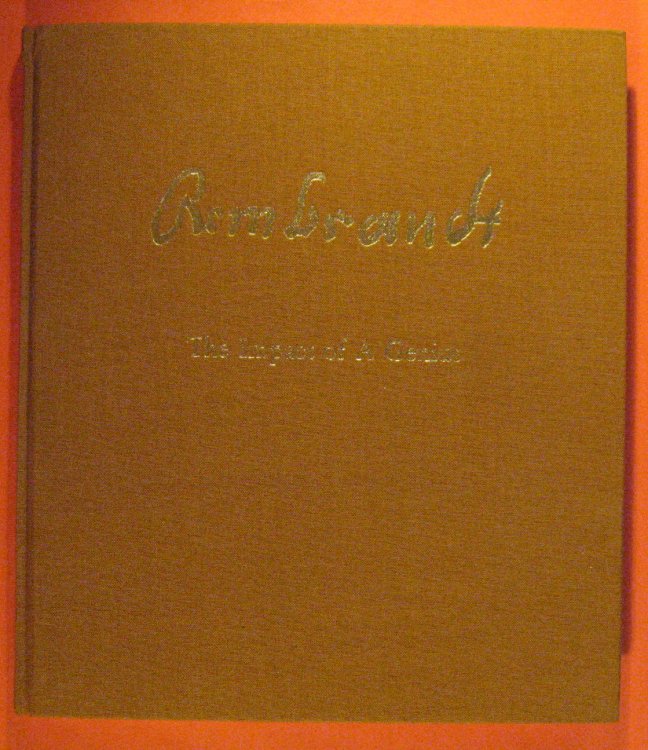 Rembrandt
The Impact of A Genius